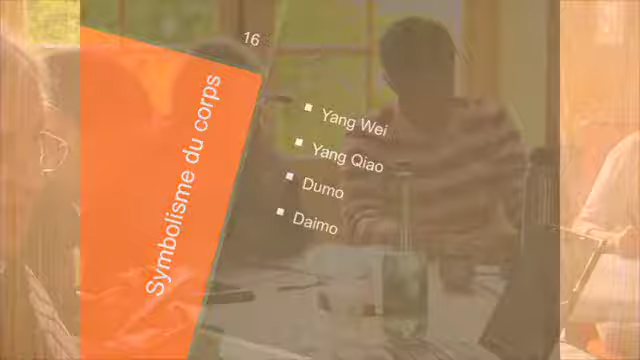 16
Symbolisme du corps
Yang Wei
Yang Qiao
Dumo
Daimo